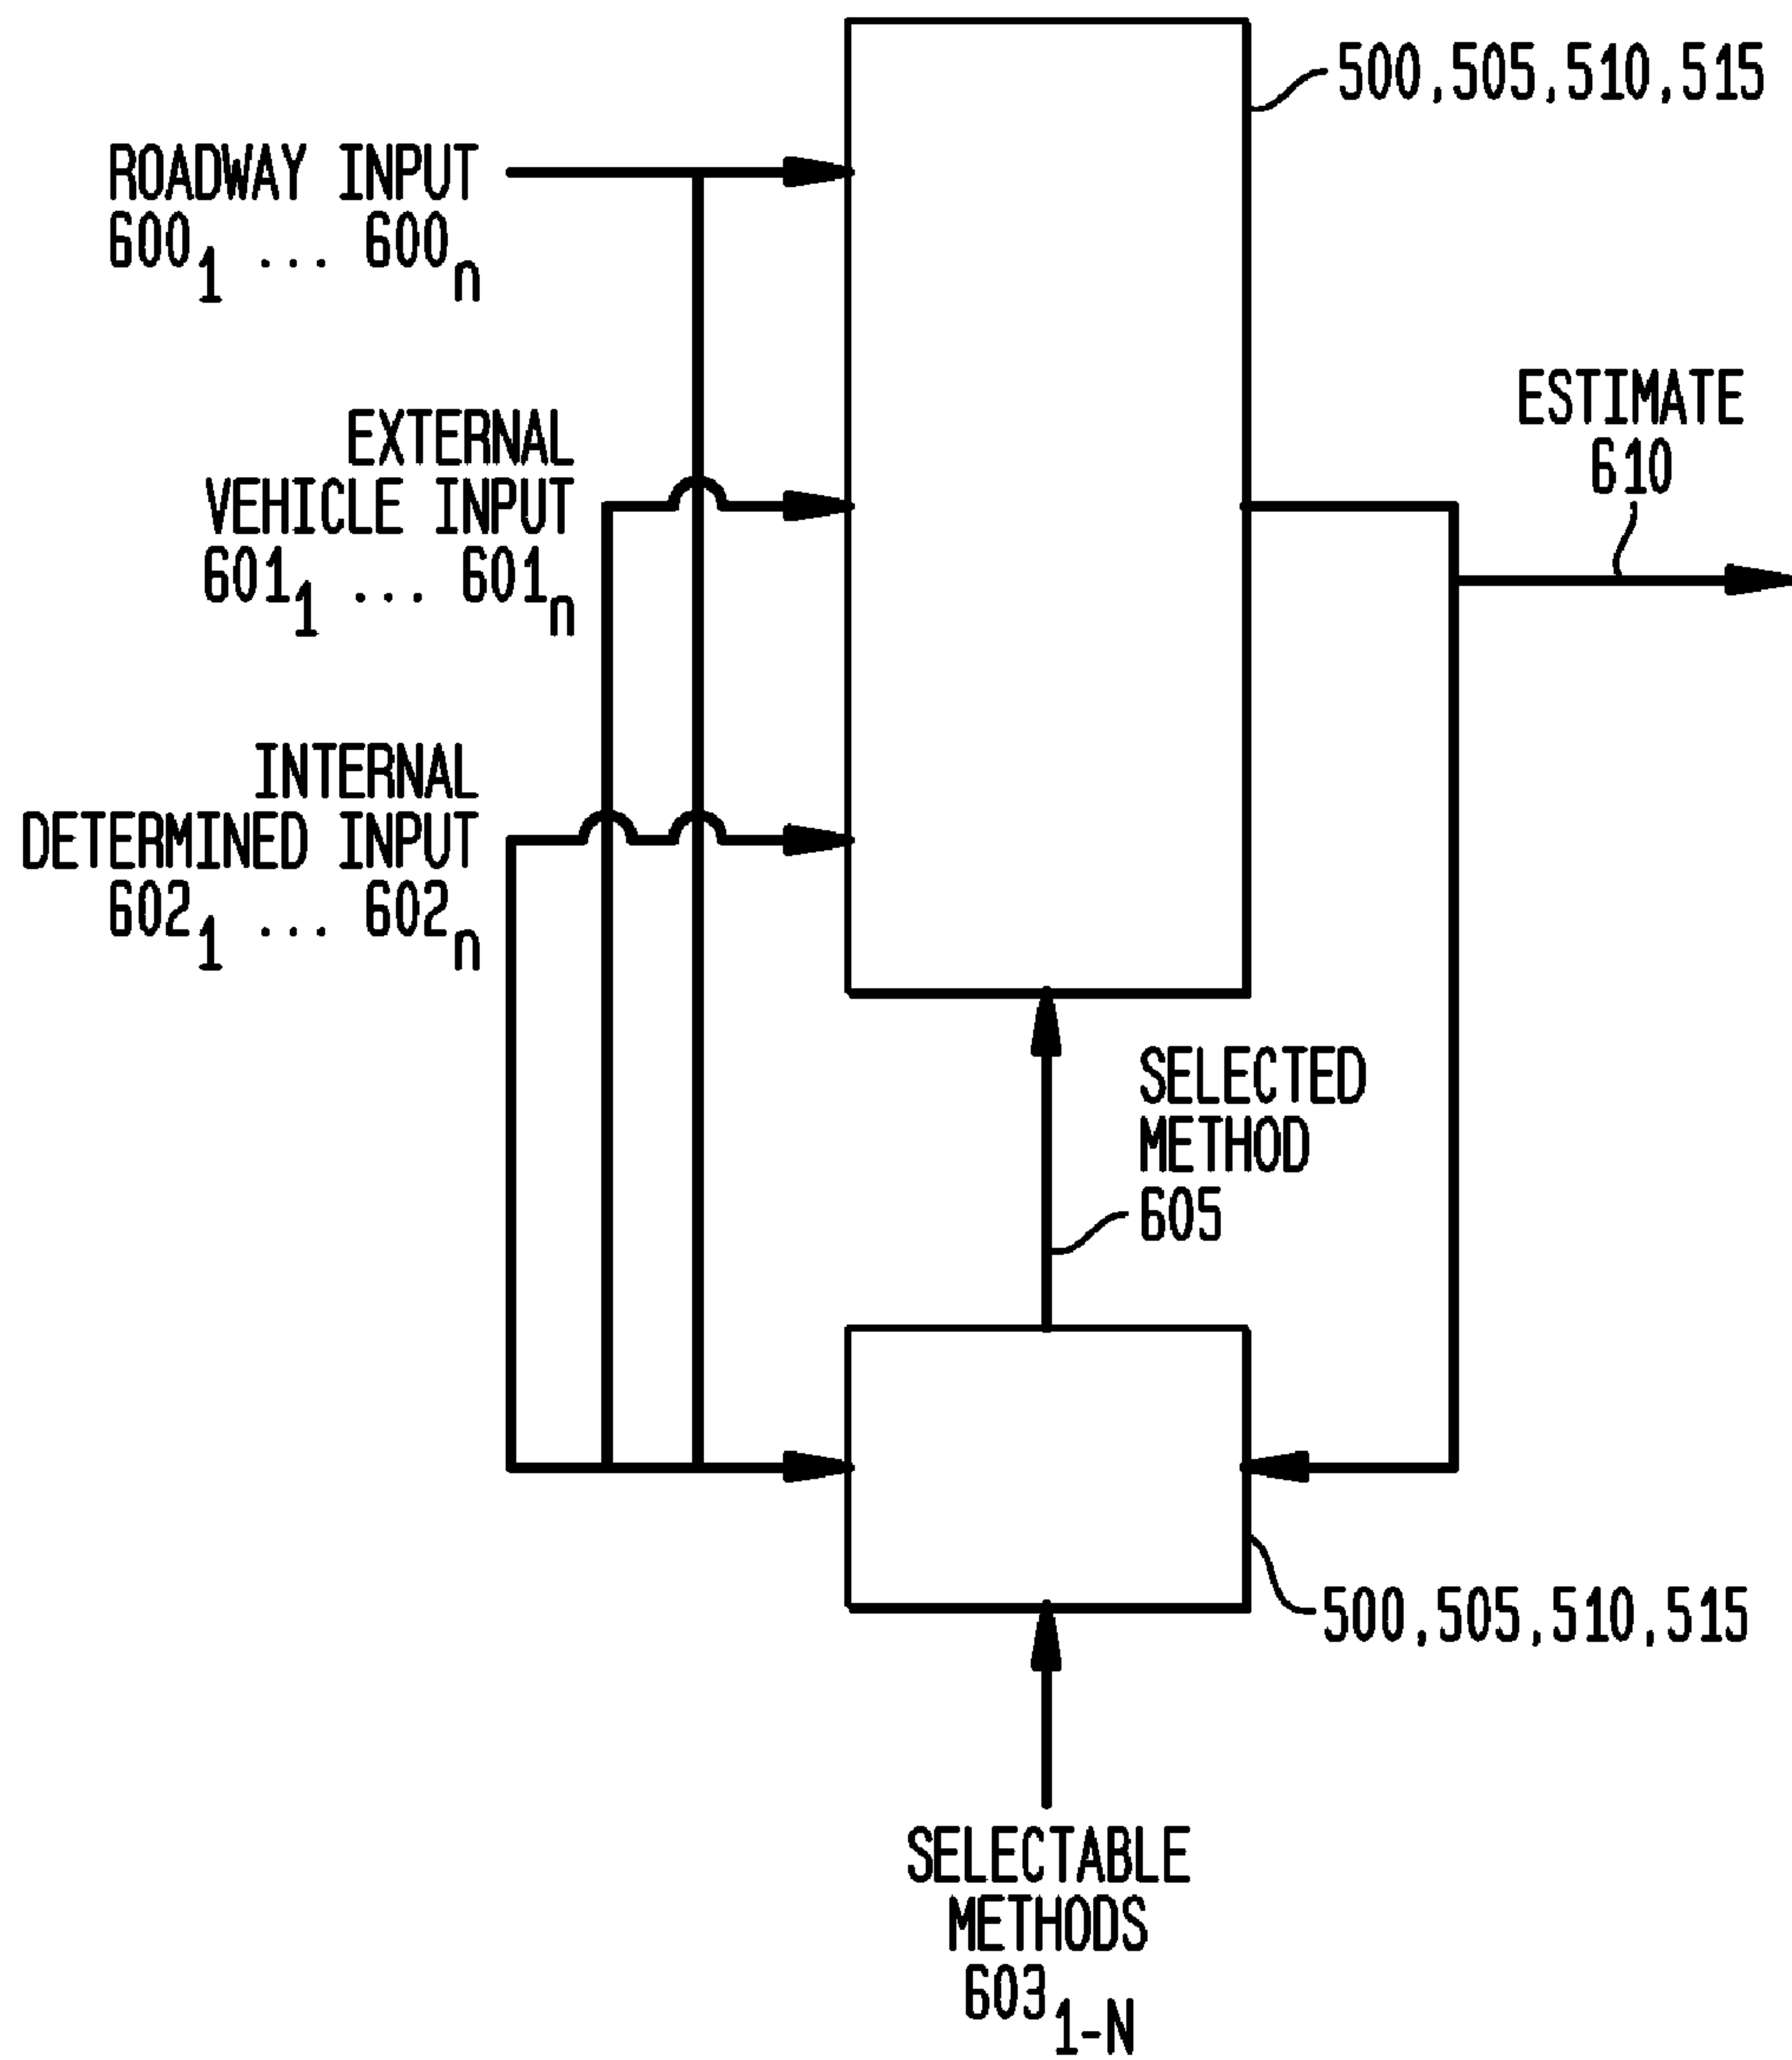 500,505,510,515
ROADWAY INPUT
600₁ ... 600ₙ
ESTIMATE
610
EXTERNAL
VEHICLE INPUT
601₁ ... 601ₙ
INTERNAL
DETERMINED INPUT
602₁ ... 602ₙ
SELECTED
METHOD
605
500,505,510,515
SELECTABLE
METHODS
603₁₋N